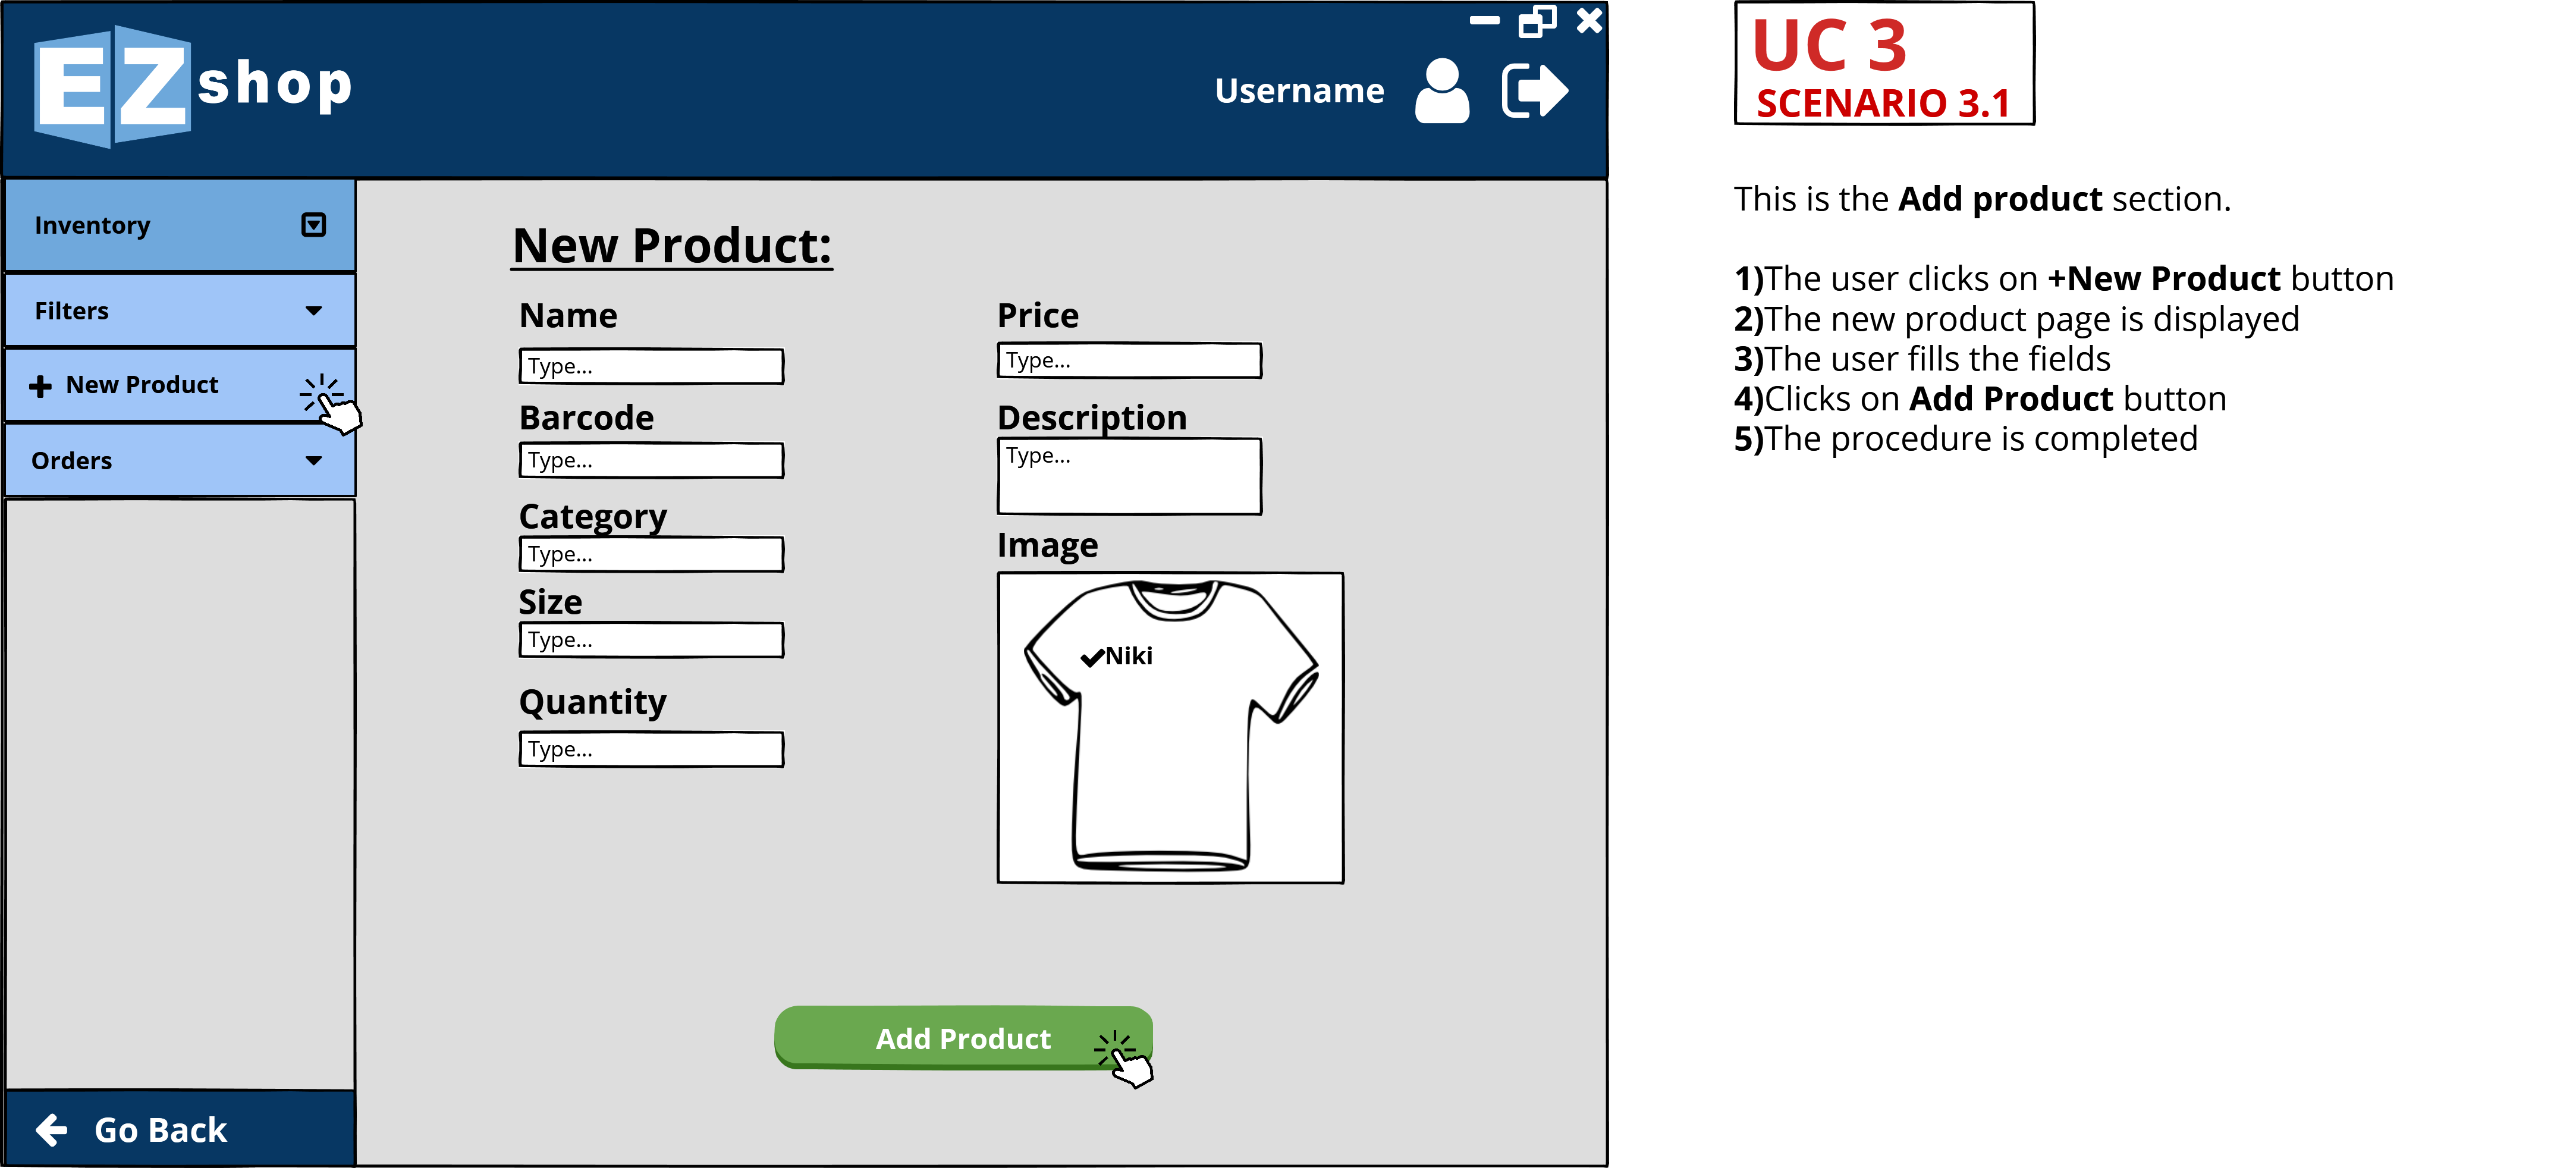 EZ shop
Username
Inventory
Filters
New Product
Orders
Go Back
New Product:
Name
Type...
Barcode
Type...
Category
Type...
Size
Type...
Quantity
Type...
Price
Type...
Description
Type...
Image
Niki
Add Product
UC 3
SCENARIO 3.1
This is the Add product section.
1)The user clicks on +New Product button
2)The new product page is displayed
3)The user fills the fields
4)Clicks on Add Product button
5)The procedure is completed